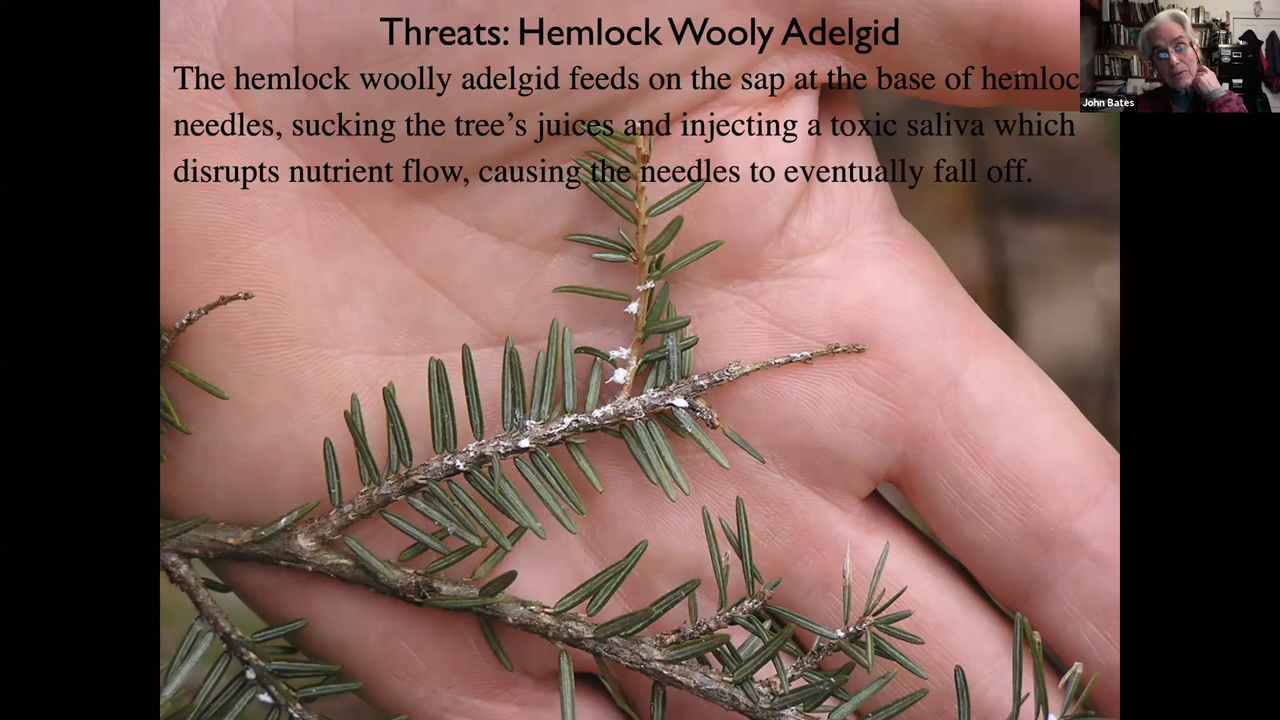 Threats: Hemlock Wooly Adelgid
The hemlock woolly adelgid feeds on the sap at the base of hemloc
needles, sucking the tree’s juices and injecting a toxic saliva which
disrupts nutrient flow, causing the needles to eventually fall off.
John Bates